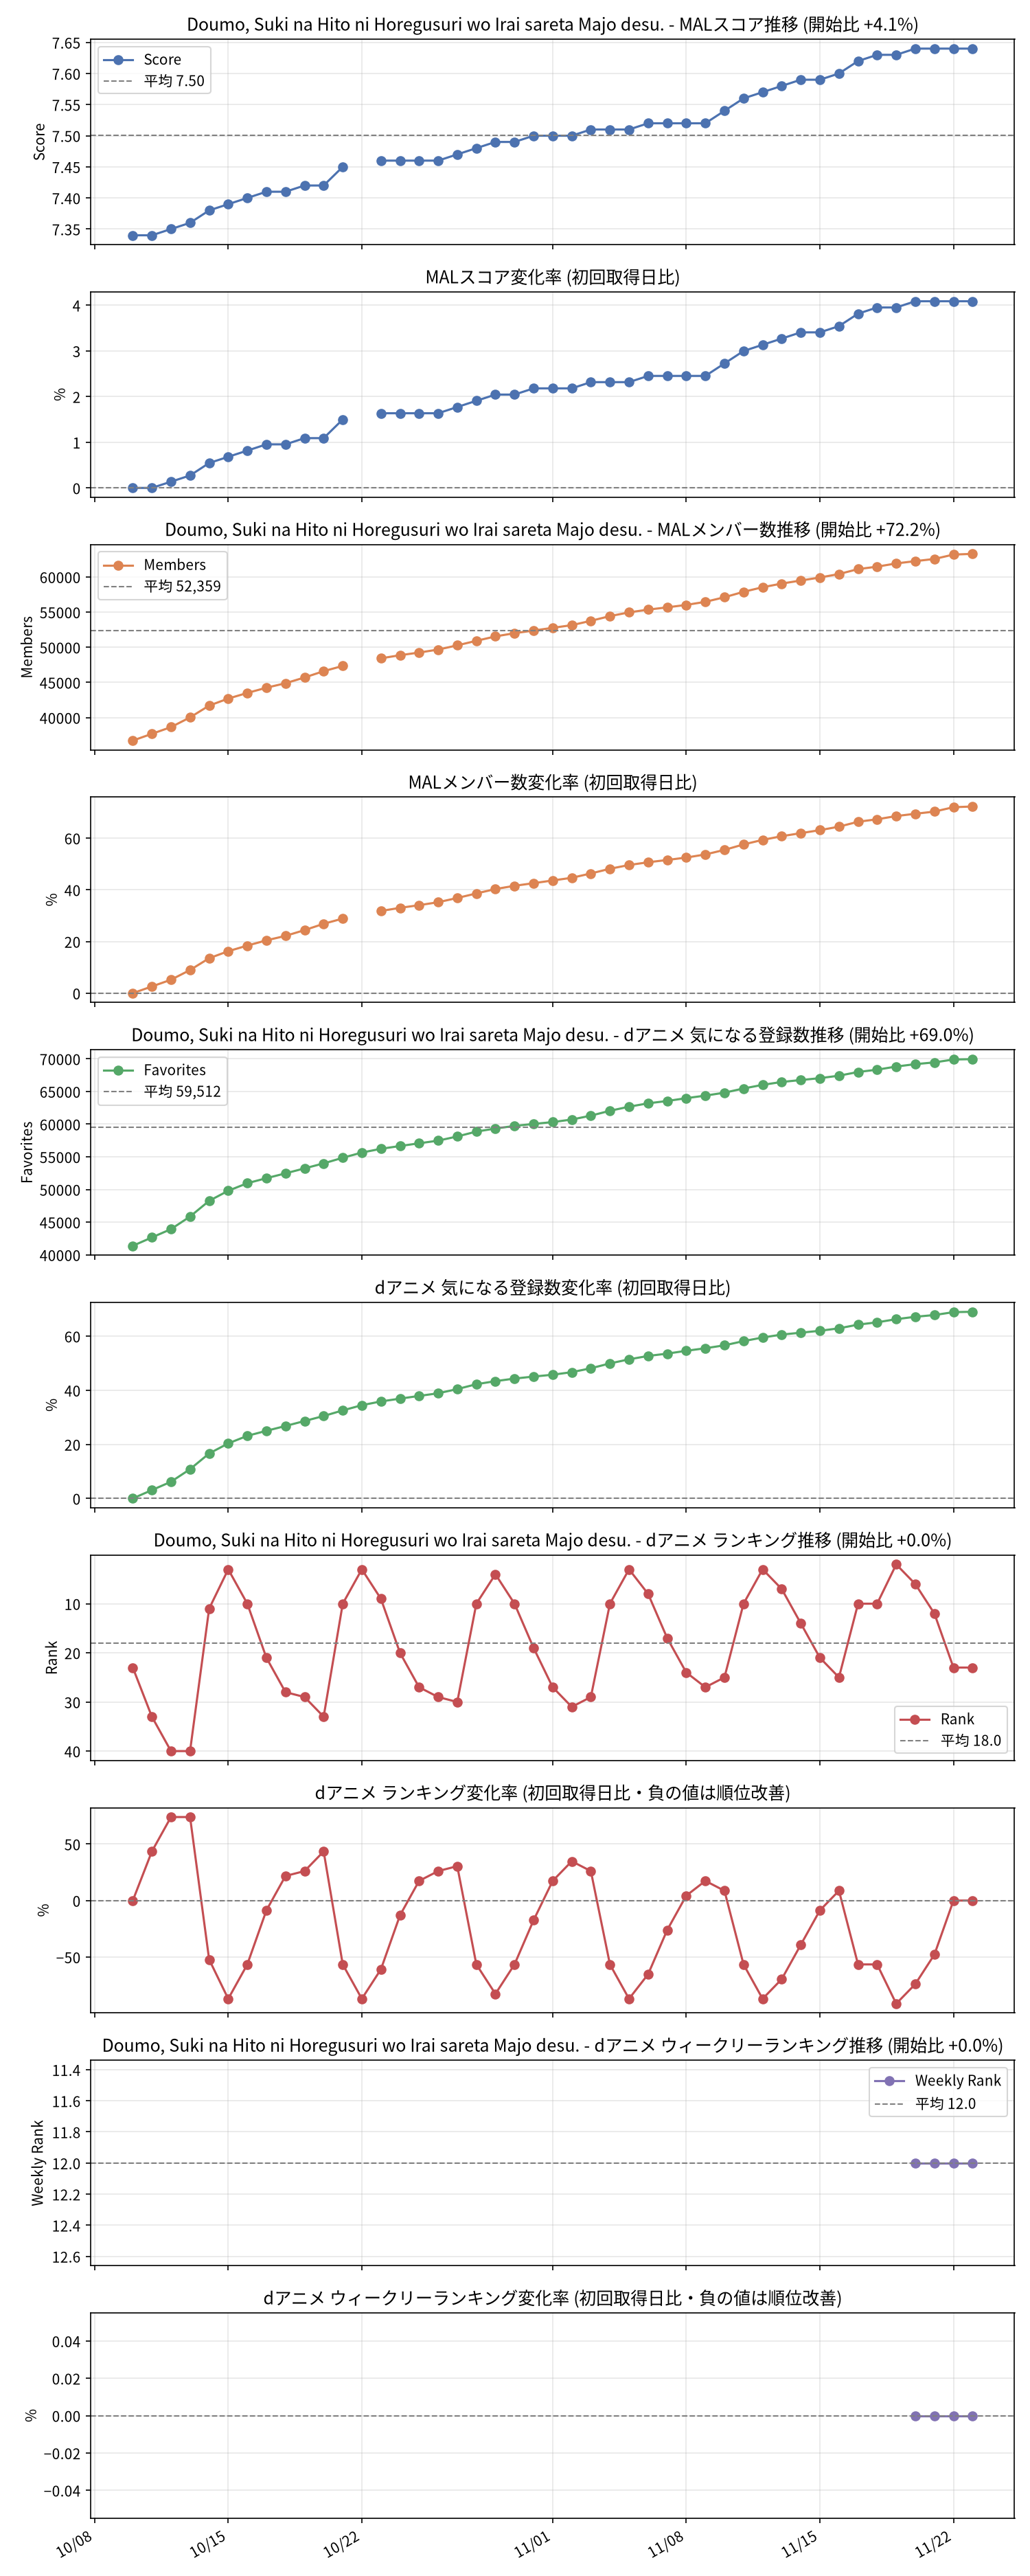 Doumo, Suki na Hito ni Horegusuri wo Irai sareta Majo desu. - MALスコア推移 (開始比 +4.1%)
7.65
7.60
7.55
7.50
7.45
7.40
7.35
Score
Score
平均 7.50
MALスコア変化率 (初回取得日比)
4
3
2
1
0
%
Doumo, Suki na Hito ni Horegusuri wo Irai sareta Majo desu. - MALメンバー数推移 (開始比 +72.2%)
60000
55000
50000
45000
40000
Members
Members
平均 52,359
MALメンバー数変化率 (初回取得日比)
60
40
20
0
%
Doumo, Suki na Hito ni Horegusuri wo Irai sareta Majo desu. - dアニメ 気になる登録数推移 (開始比 +69.0%)
70000
65000
60000
55000
50000
45000
40000
Favorites
Favorites
平均 59,512
dアニメ 気になる登録数変化率 (初回取得日比)
60
40
20
0
%
Doumo, Suki na Hito ni Horegusuri wo Irai sareta Majo desu. - dアニメ ランキング推移 (開始比 +0.0%)
10
20
30
40
Rank
Rank
平均 18.0
dアニメ ランキング変化率 (初回取得日比・負の値は順位改善)
50
0
−50
%
Doumo, Suki na Hito ni Horegusuri wo Irai sareta Majo desu. - dアニメ ウィークリーランキング推移 (開始比 +0.0%)
11.4
11.6
11.8
12.0
12.2
12.4
12.6
Weekly Rank
Weekly Rank
平均 12.0
dアニメ ウィークリーランキング変化率 (初回取得日比・負の値は順位改善)
0.04
0.02
0.00
−0.02
−0.04
%
10/08
10/15
10/22
11/01
11/08
11/15
11/22